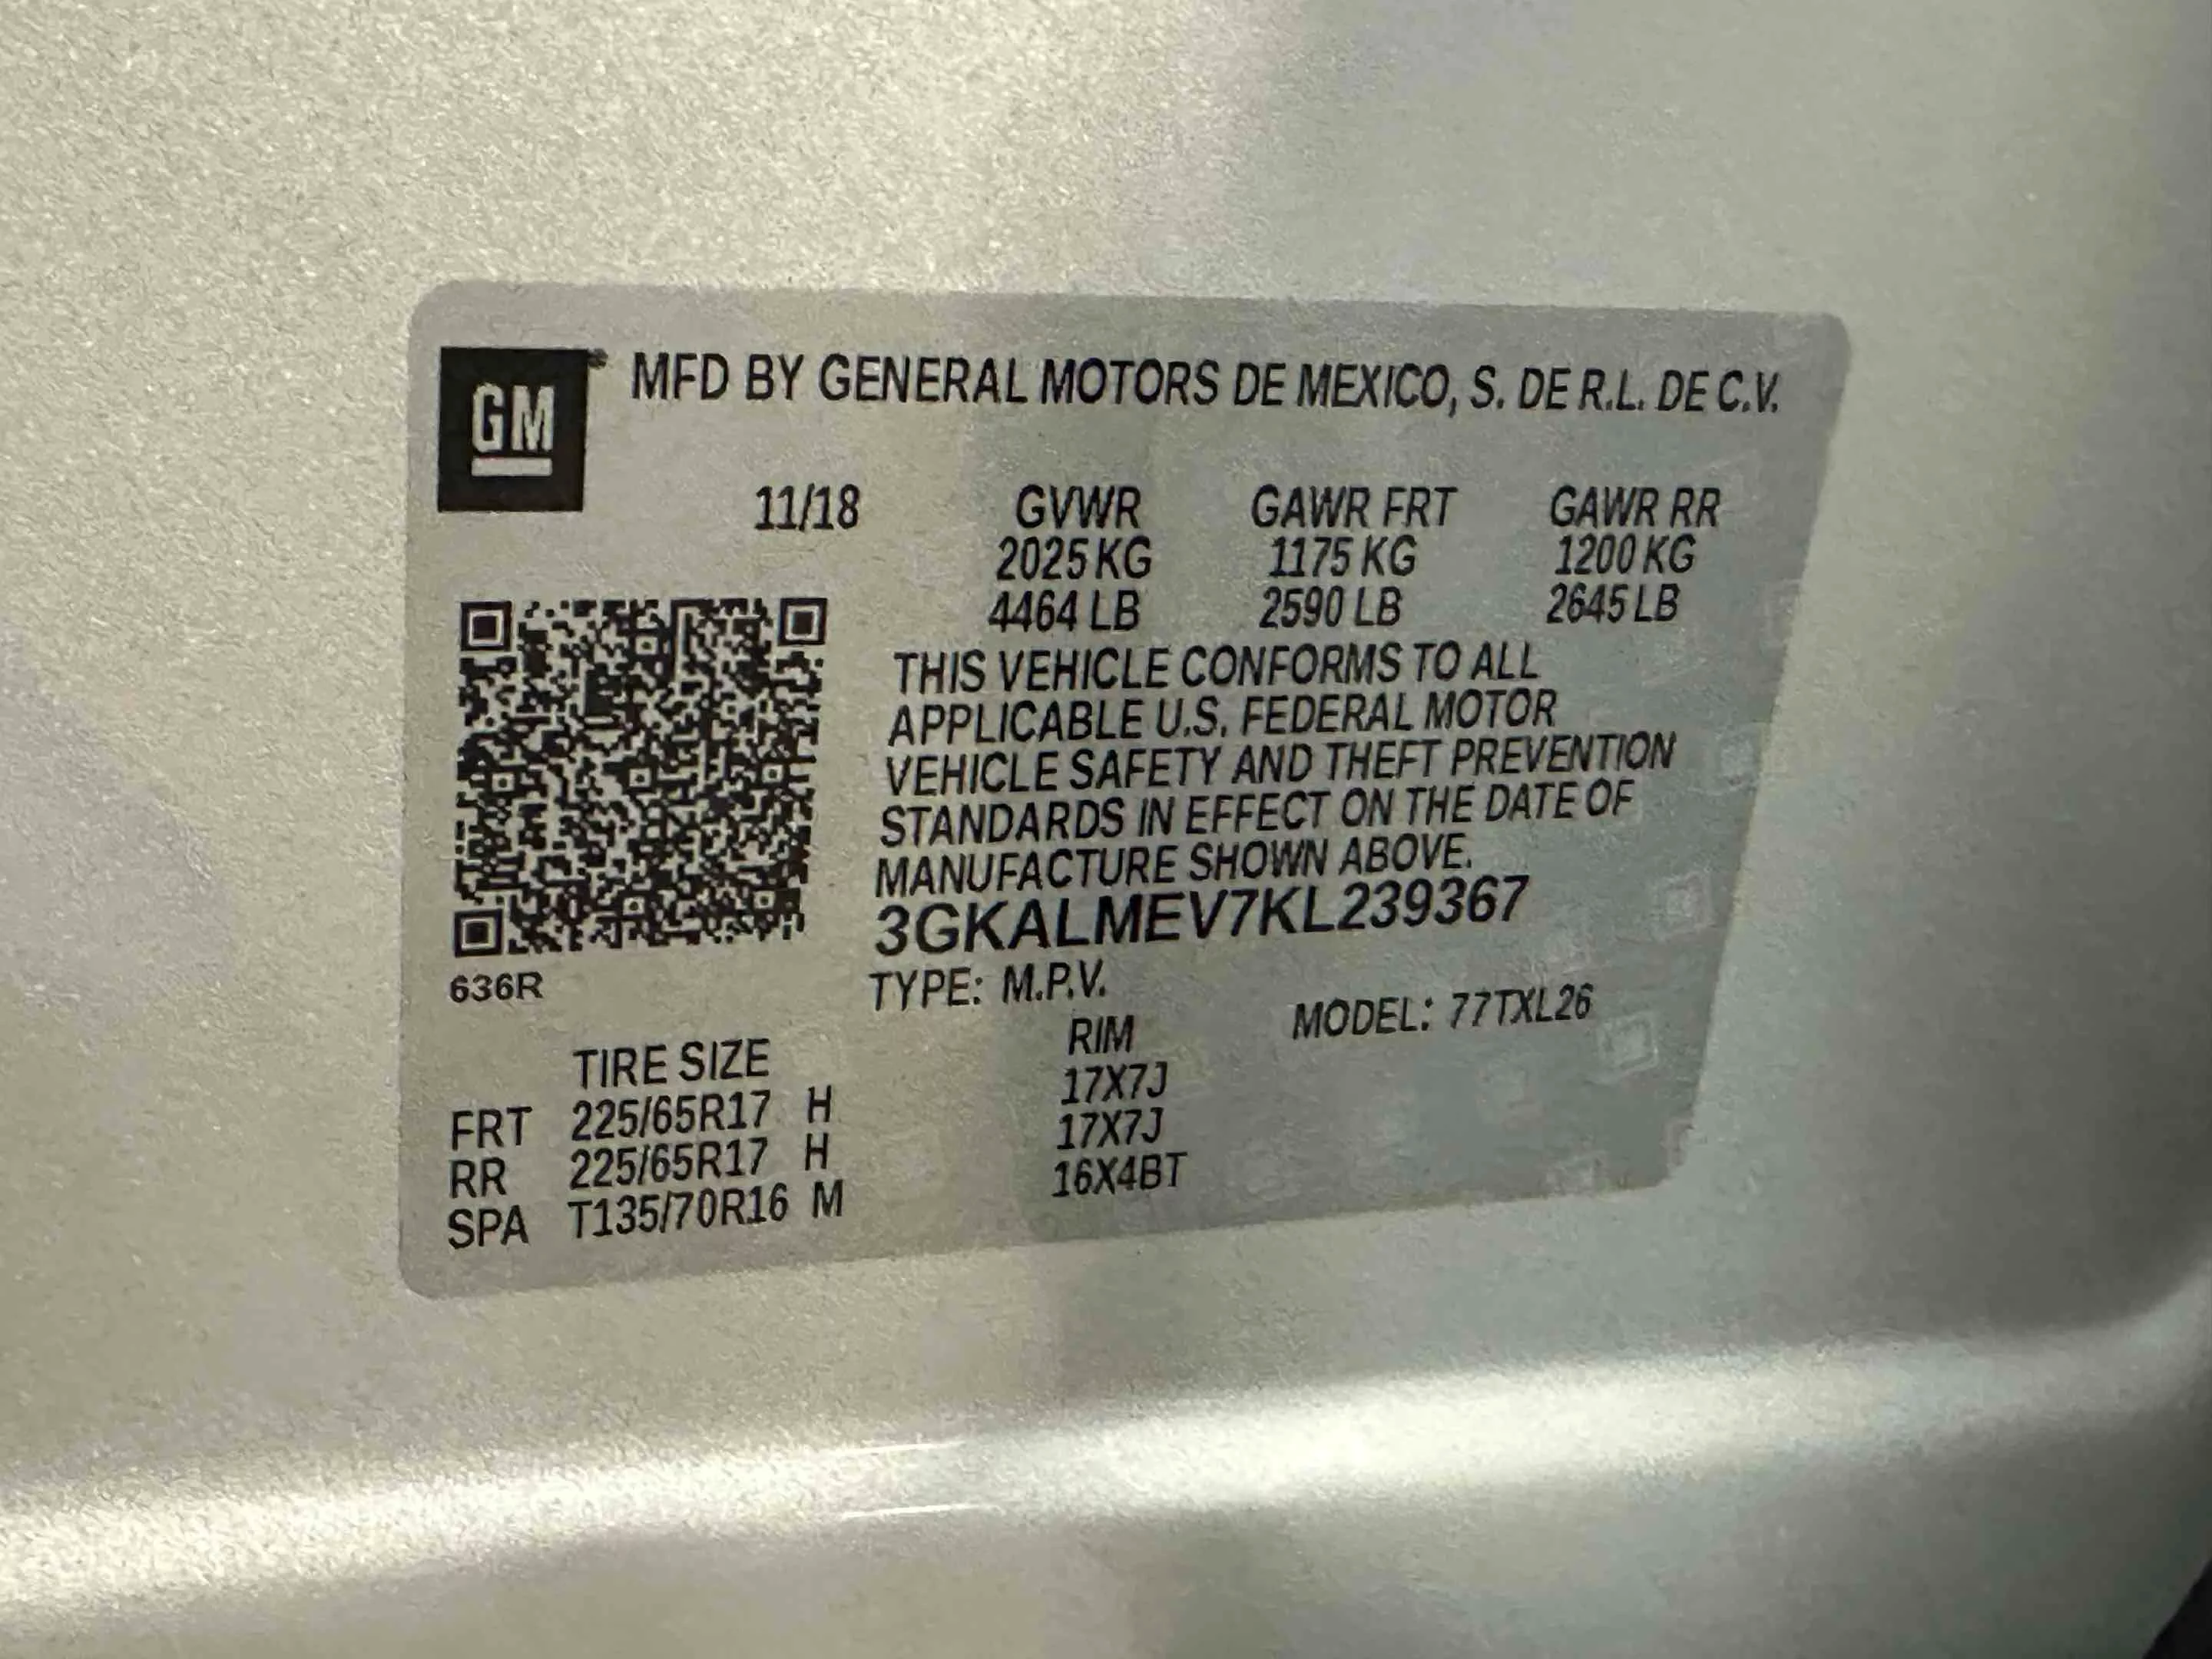 GM
MFD BY GENERAL MOTORS DE MEXICO, S. DE R.L. DE C.V.
11/18 GVWR GAWR FRT GAWR RR
2025 KG 1175 KG 1200 KG
4464 LB 2590 LB 2645 LB
THIS VEHICLE CONFORMS TO ALL
APPLICABLE U.S. FEDERAL MOTOR
VEHICLE SAFETY AND THEFT PREVENTION
STANDARDS IN EFFECT ON THE DATE OF
MANUFACTURE SHOWN ABOVE.
3GKALMEV7KL239367
636R
TYPE: M.P.V. MODEL: 77TXL26
TIRE SIZE RIM
FRT 225/65R17 H 17X7J
RR 225/65R17 H 17X7J
SPA T135/70R16 M 16X4BT